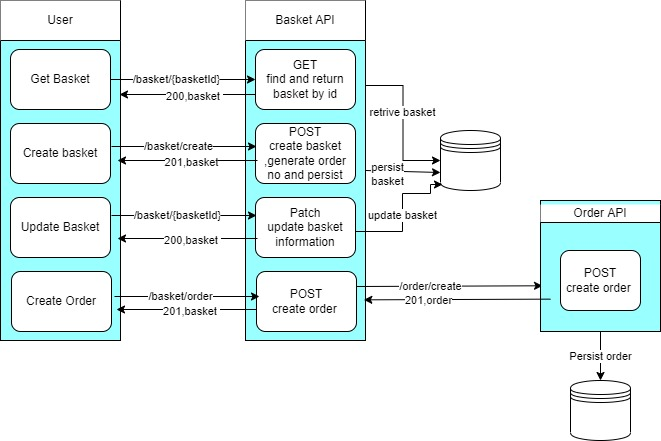 User
Basket API
Get Basket
/basket/{basketId}
200,basket
GET
find and return
basket by id
retrive basket
Create basket
/basket/create
201,basket
POST
create basket
,generate order
no and persist
persist
basket
Update Basket
/basket/{basketId}
200,basket
Patch
update basket
information
update basket
Order API
Create Order
/basket/order
201,basket
POST
create order
/order/create
201,order
POST
create order
Persist order